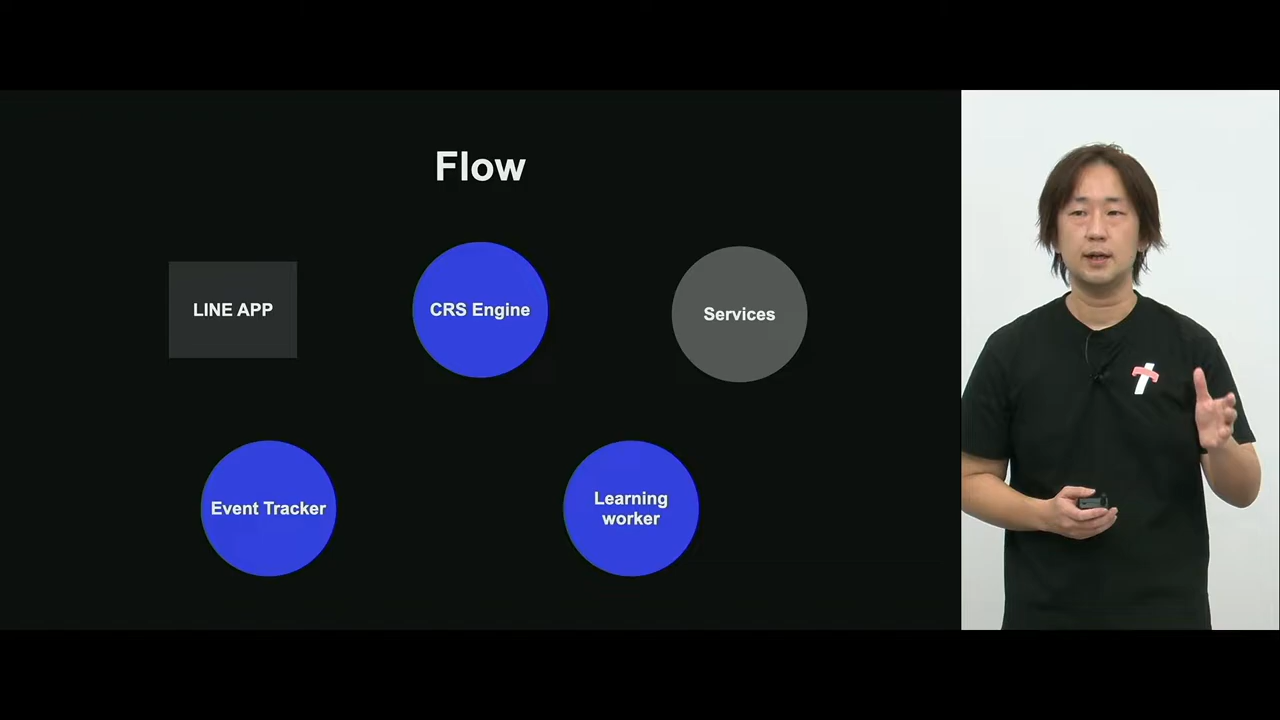 Flow
LINE APP
CRS Engine
Services
Event Tracker
Learning
worker